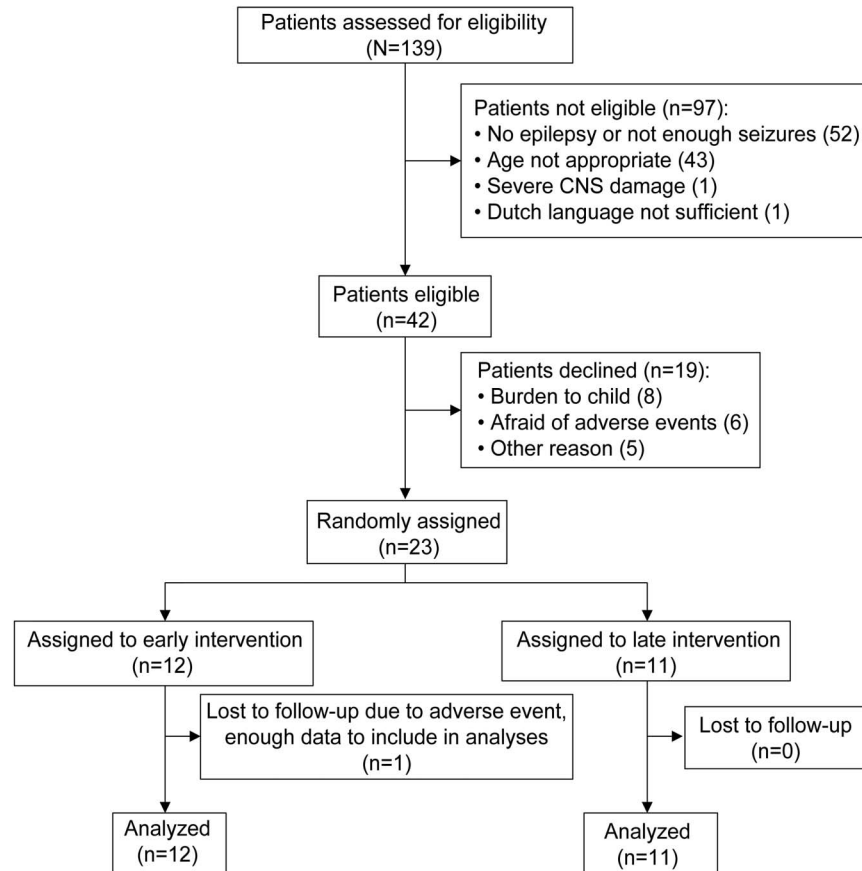 Patients assessed for eligibility
(N=139)
Patients not eligible (n=97):
• No epilepsy or not enough seizures (52)
• Age not appropriate (43)
• Severe CNS damage (1)
• Dutch language not sufficient (1)
Patients eligible
(n=42)
Patients declined (n=19):
• Burden to child (8)
• Afraid of adverse events (6)
• Other reason (5)
Randomly assigned
(n=23)
Assigned to early intervention
(n=12)
Assigned to late intervention
(n=11)
Lost to follow-up due to adverse event,
enough data to include in analyses
(n=1)
Lost to follow-up
(n=0)
Analyzed
(n=12)
Analyzed
(n=11)